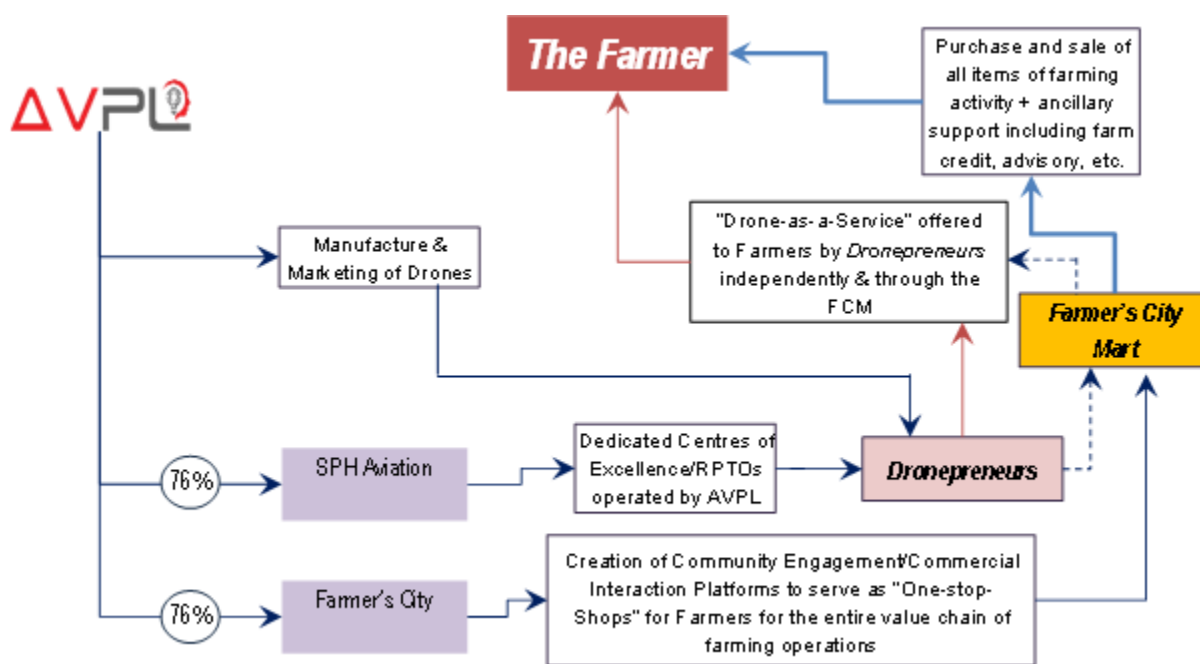 The Farmer
Purchase and sale of
all items of farming
activity + ancillary
support including farm
credit, advisory, etc.
AVPL
"Drone-as-a-Service" offered
to Farmers by Dronepreneurs
independently & through the
FCM
Manufacture &
Marketing of Drones
Farmer's City
Mart
76%
SPH Aviation
Dedicated Centres of
Excellence/RPTOs
operated by AVPL
Dronepreneurs
76%
Farmer's City
Creation of Community Engagement/Commercial
Interaction Platforms to serve as "One-stop-
Shops" for Farmers for the entire value chain of
farming operations